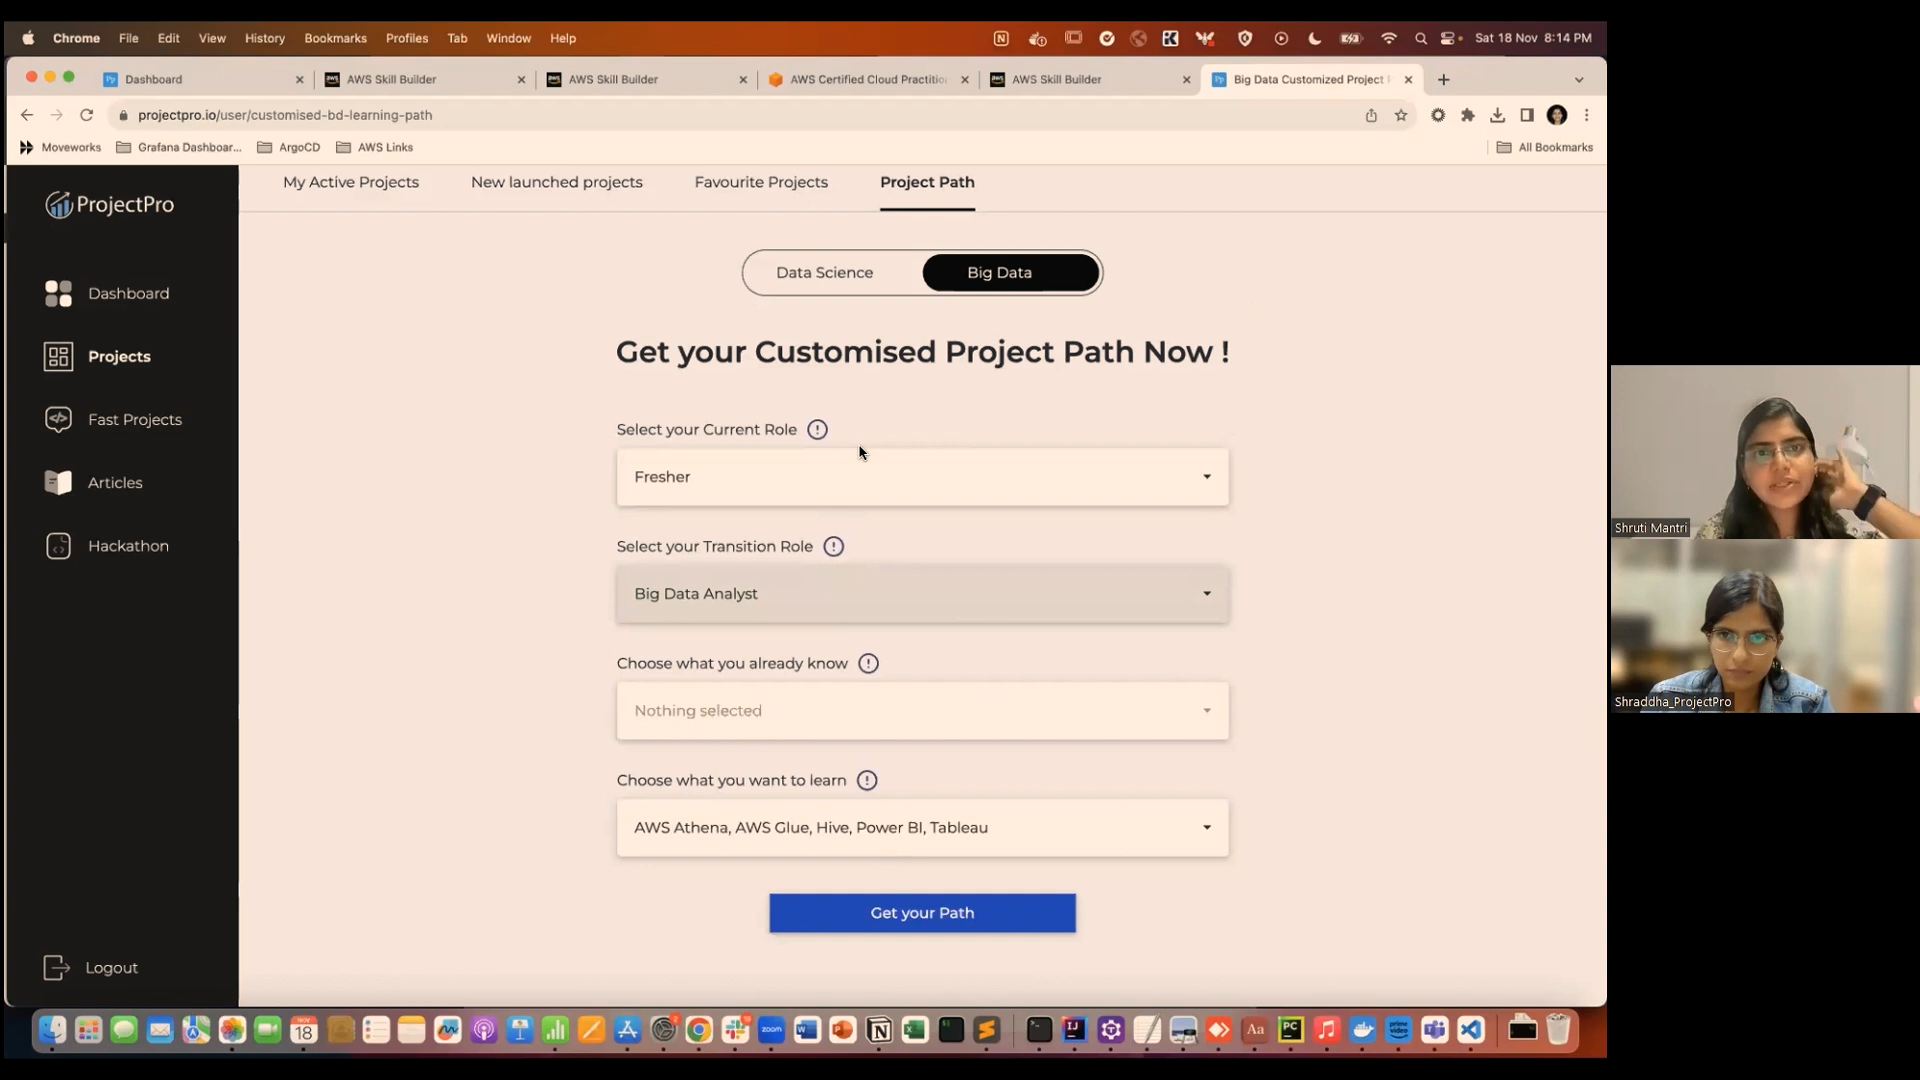 Chrome File Edit View History Bookmarks Profiles Tab Window Help Sat 18 Nov 8:14 PM
Dashboard AWS Skill Builder AWS Skill Builder AWS Certified Cloud Practitio AWS Skill Builder Big Data Customized Project
projectpro.io/user/customised-bd-learning-path
Moveworks Grafana Dashboar... ArgoCD AWS Links All Bookmarks
ProjectPro
Dashboard
Projects
Fast Projects
Articles
Hackathon
Logout
My Active Projects New launched projects Favourite Projects Project Path
Data Science Big Data
Get your Customised Project Path Now !
Select your Current Role
Fresher
Select your Transition Role
Big Data Analyst
Choose what you already know
Nothing selected
Choose what you want to learn
AWS Athena, AWS Glue, Hive, Power BI, Tableau
Get your Path
Shruti Mantri
Shraddha_ProjectPro
NOV
18
zoom